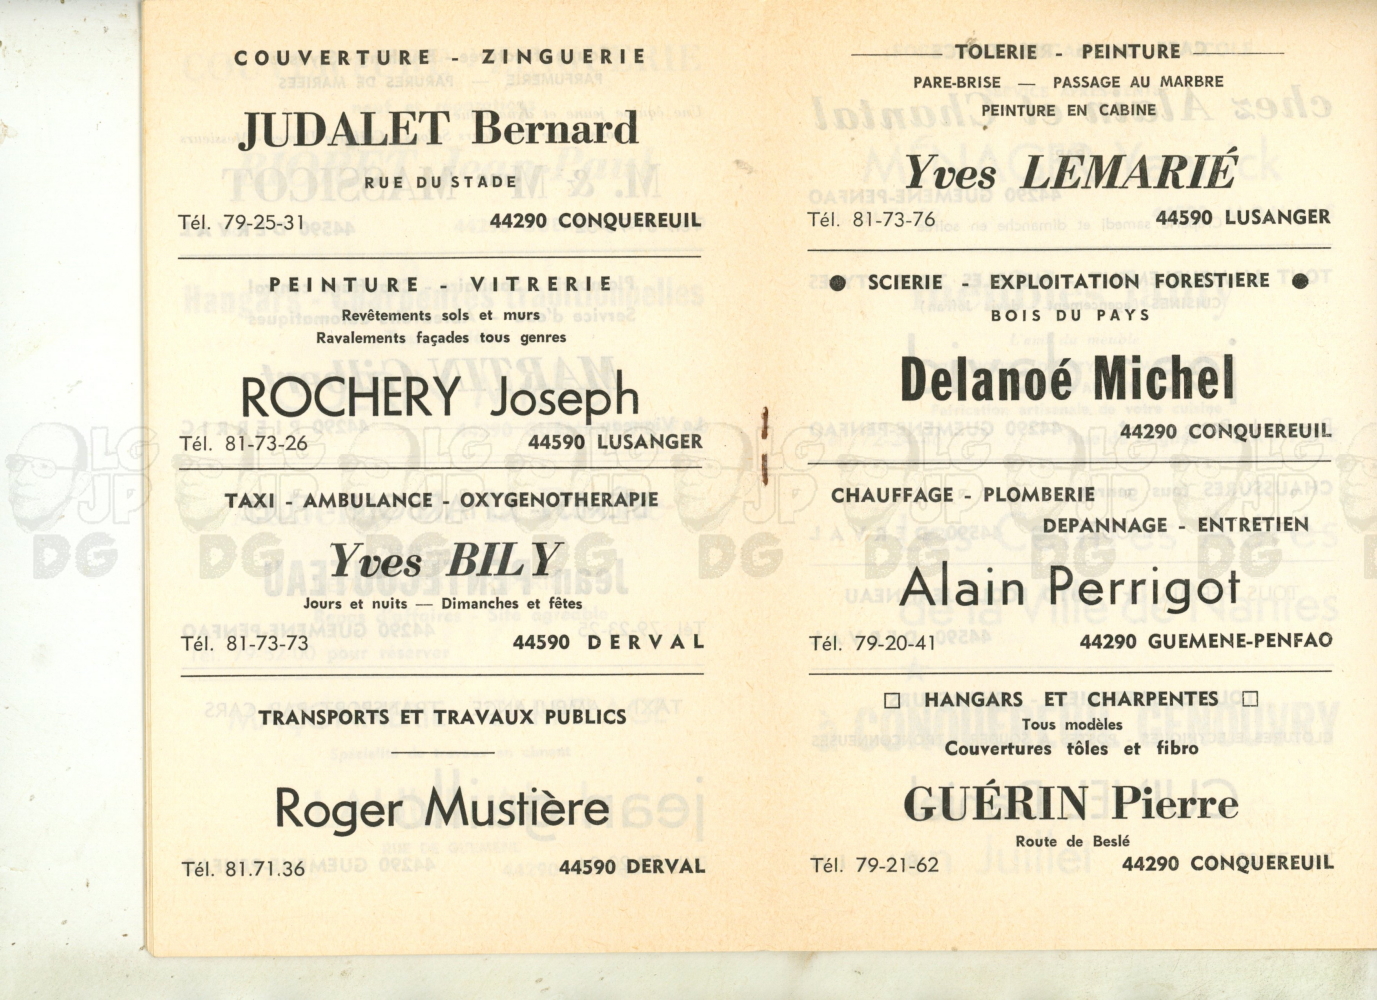 COUVERTURE - ZINGUERIE
JUDALET Bernard
RUE DU STADE
Tél. 79-25-31 44290 CONQUEREUIL
PEINTURE - VITRERIE
Revêtements sols et murs
Ravalements façades tous genres
ROCHERY Joseph
Tél. 81-73-26 44590 LUSANGER
TAXI - AMBULANCE - OXYGENOTHERAPIE
Yves BILY
Jours et nuits — Dimanches et fêtes
Tél. 81-73-73 44590 DERVAL
TRANSPORTS ET TRAVAUX PUBLICS
Roger Mustière
Tél. 81.71.36 44590 DERVAL
TOLERIE - PEINTURE
PARE-BRISE — PASSAGE AU MARBRE
PEINTURE EN CABINE
Yves LEMARIÉ
Tél. 81-73-76 44590 LUSANGER
● SCIERIE - EXPLOITATION FORESTIERE ●
BOIS DU PAYS
Delanoé Michel
44290 CONQUEREUIL
CHAUFFAGE - PLOMBERIE
DEPANNAGE - ENTRETIEN
Alain Perrigot
Tél. 79-20-41 44290 GUEMENE-PENFAO
□ HANGARS ET CHARPENTES □
Tous modèles
Couvertures tôles et fibro
GUÉRIN Pierre
Route de Beslé
Tél. 79-21-62 44290 CONQUEREUIL